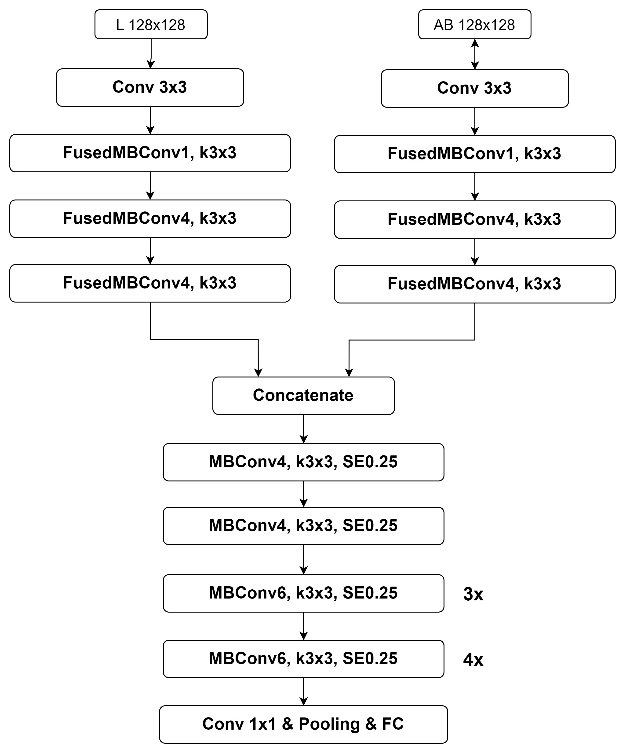 L 128x128
AB 128x128
Conv 3x3
Conv 3x3
FusedMBConv1, k3x3
FusedMBConv1, k3x3
FusedMBConv4, k3x3
FusedMBConv4, k3x3
FusedMBConv4, k3x3
FusedMBConv4, k3x3
Concatenate
MBConv4, k3x3, SE0.25
MBConv4, k3x3, SE0.25
MBConv6, k3x3, SE0.25
3x
MBConv6, k3x3, SE0.25
4x
Conv 1x1 & Pooling & FC